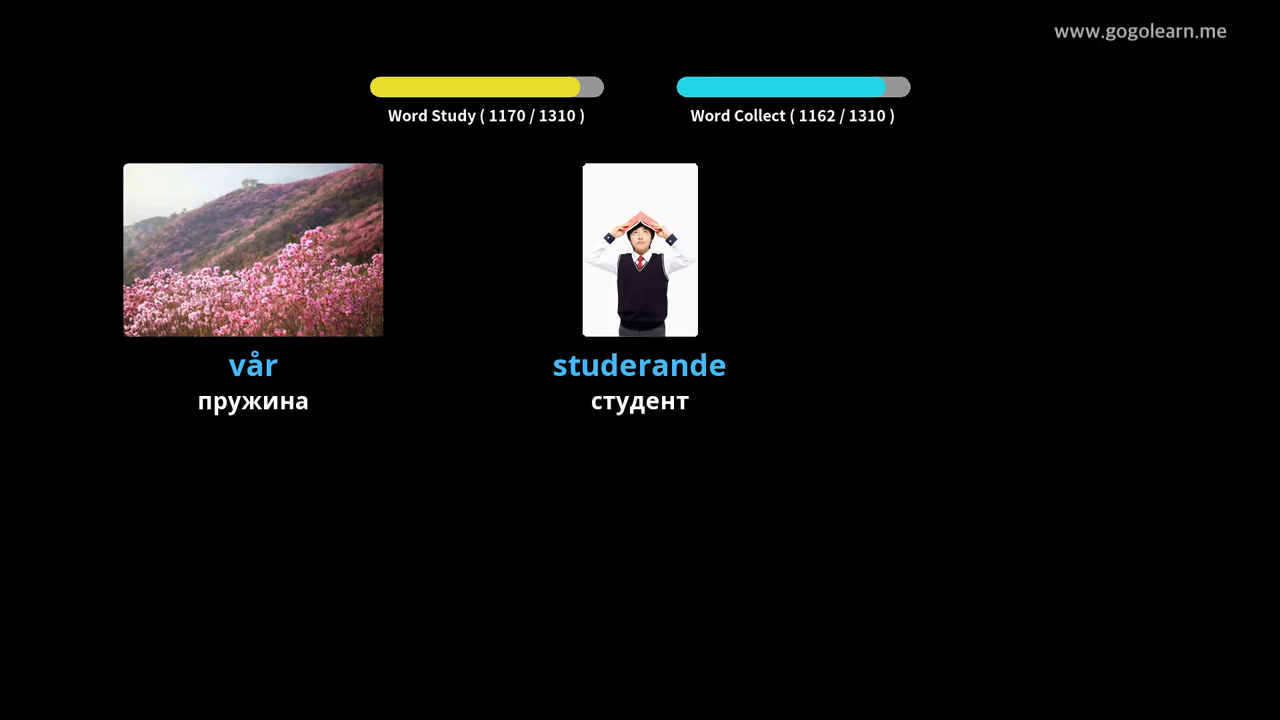 www.gogolearn.me
Word Study ( 1170 / 1310 )
Word Collect ( 1162 / 1310 )
vår
пружина
studerande
студент